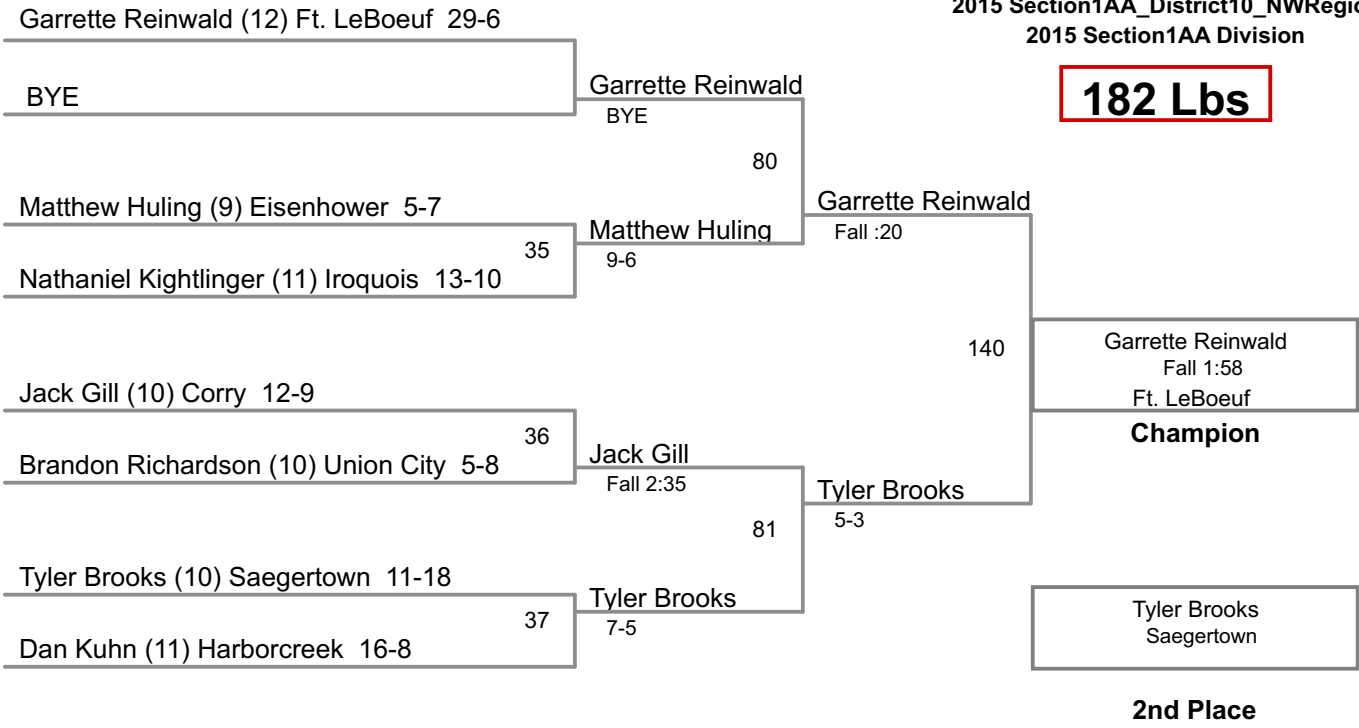 Garrette Reinwald (12) Ft. LeBoeuf 29-6
2015 Section1AA_District10_NWRegio
2015 Section1AA Division
182 Lbs
BYE
Garrette Reinwald
BYE
80
Matthew Huling (9) Eisenhower 5-7
35
Nathaniel Kightlinger (11) Iroquois 13-10
Matthew Huling
9-6
Garrette Reinwald
Fall :20
140
Garrette Reinwald
Fall 1:58
Ft. LeBoeuf
Champion
Jack Gill (10) Corry 12-9
36
Brandon Richardson (10) Union City 5-8
Jack Gill
Fall 2:35
81
Tyler Brooks
5-3
Tyler Brooks (10) Saegertown 11-18
37
Dan Kuhn (11) Harborcreek 16-8
Tyler Brooks
7-5
Tyler Brooks
Saegertown
2nd Place